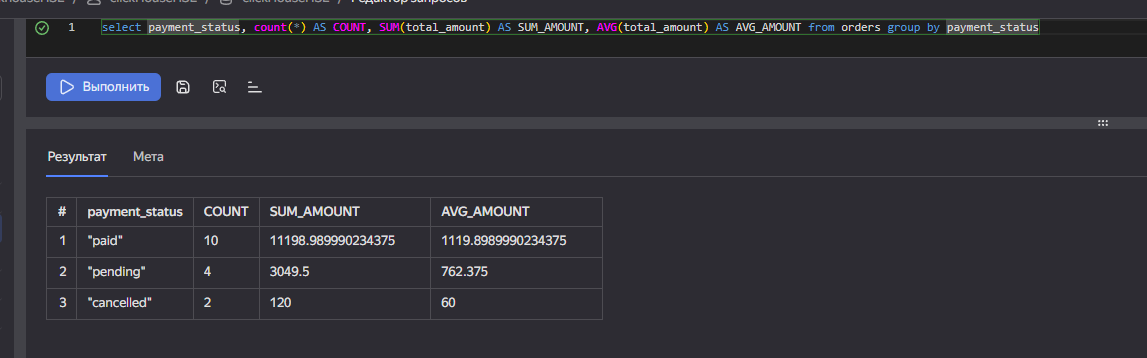 1 select payment_status, count(*) AS COUNT, SUM(total_amount) AS SUM_AMOUNT, AVG(total_amount) AS AVG_AMOUNT from orders group by payment_status
Выполнить
Результат Мета
# payment_status COUNT SUM_AMOUNT AVG_AMOUNT
1 "paid" 10 11198.989990234375 1119.8989990234375
2 "pending" 4 3049.5 762.375
3 "cancelled" 2 120 60